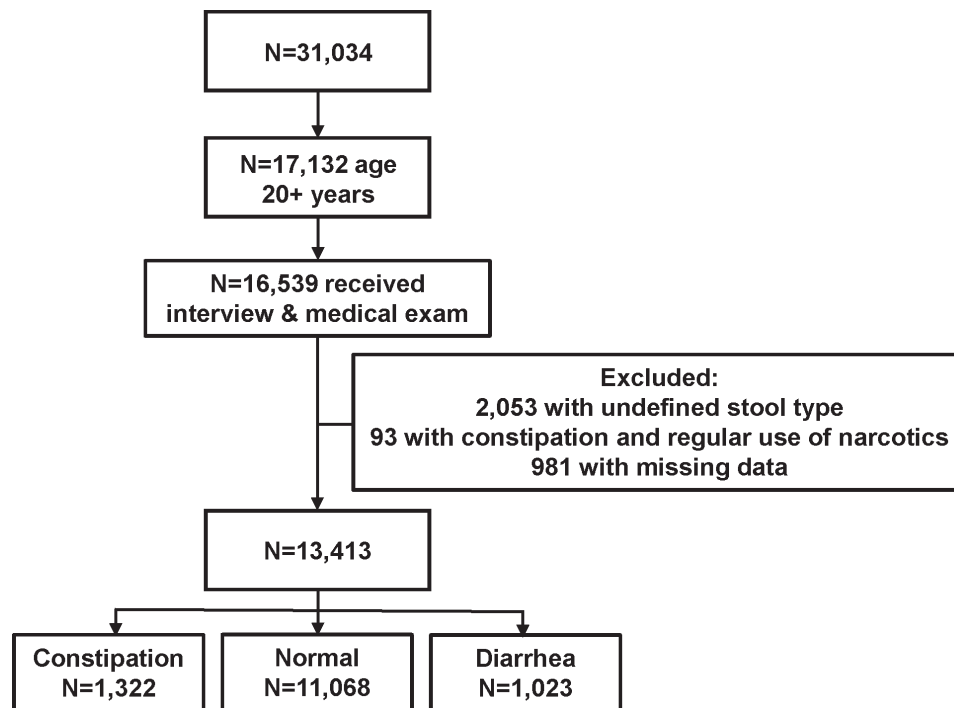 N=31,034
N=17,132 age
20+ years
N=16,539 received
interview & medical exam
Excluded:
2,053 with undefined stool type
93 with constipation and regular use of narcotics
981 with missing data
N=13,413
Constipation
N=1,322
Normal
N=11,068
Diarrhea
N=1,023